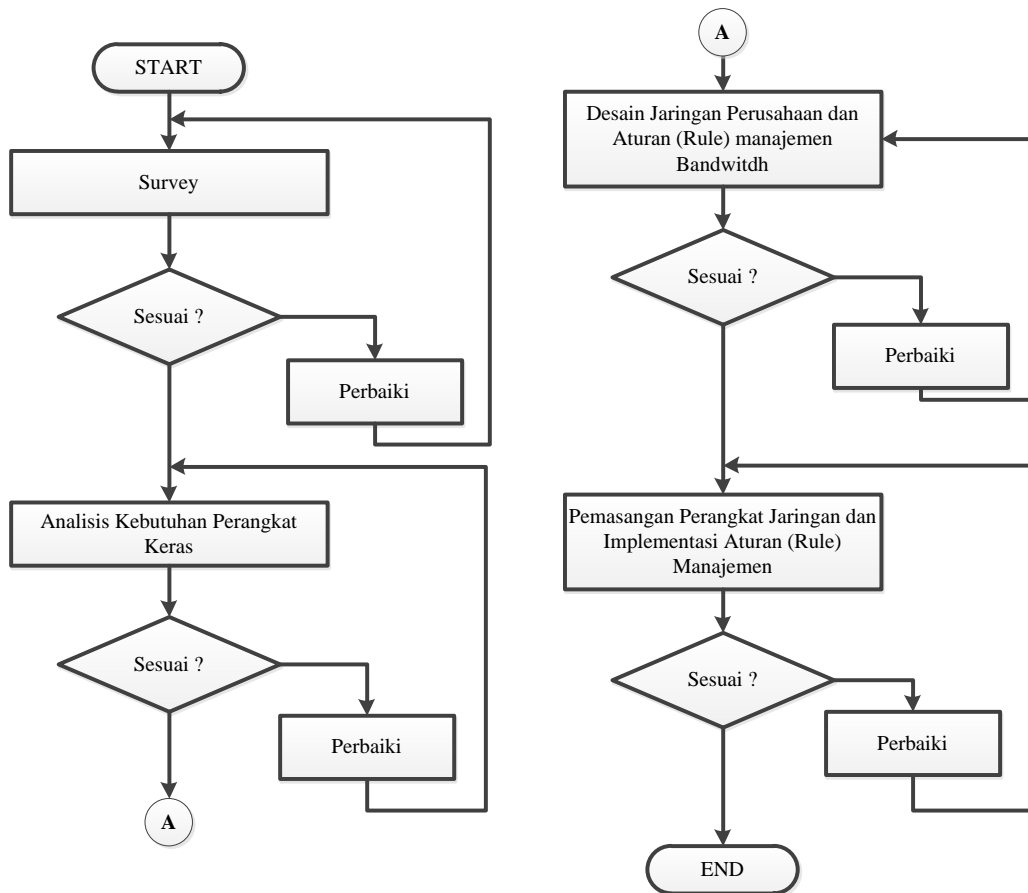 START
Survey
Sesuai ?
Perbaiki
Analisis Kebutuhan Perangkat
Keras
Sesuai ?
Perbaiki
A
A
Desain Jaringan Perusahaan dan
Aturan (Rule) manajemen
Bandwitdh
Sesuai ?
Perbaiki
Pemasangan Perangkat Jaringan dan
Implementasi Aturan (Rule)
Manajemen
Sesuai ?
Perbaiki
END